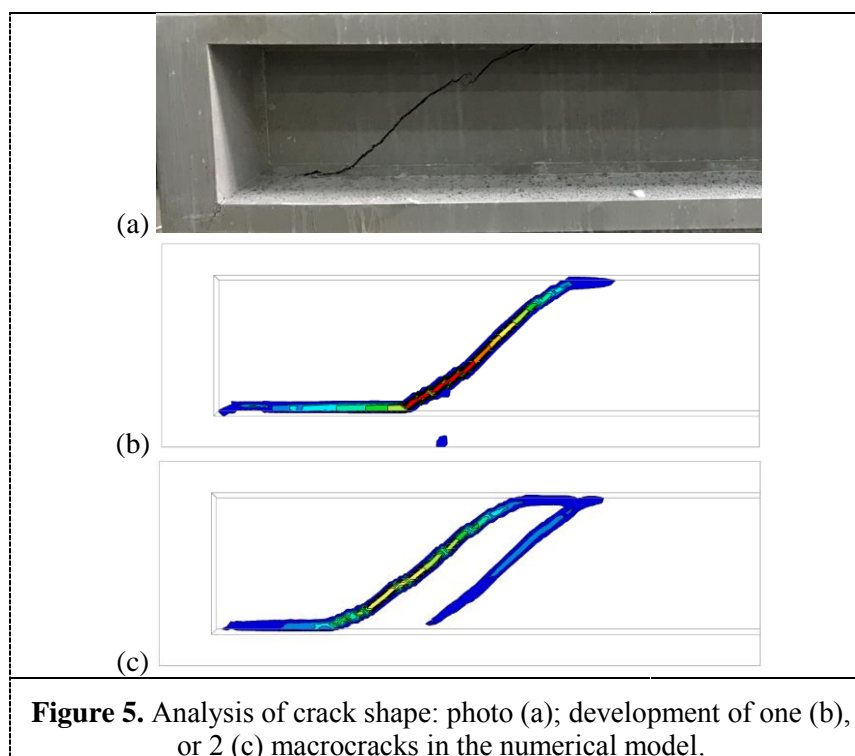 (a)
(b)
(c)
Figure 5. Analysis of crack shape: photo (a); development of one (b),
or 2 (c) macrocracks in the numerical model.